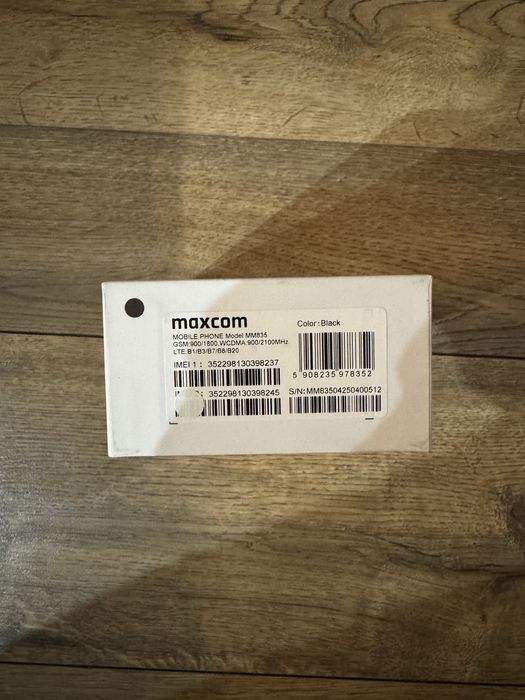 maxcom
Color:Black
MOBILE PHONE Model MM835
GSM:900/1800,WCDMA:900/2100MHz
LTE:B1/B3/B7/B8/B20
IMEI 1: 352298130398237
5 908235 978352
352298130398245
S/N:MM83504250400512